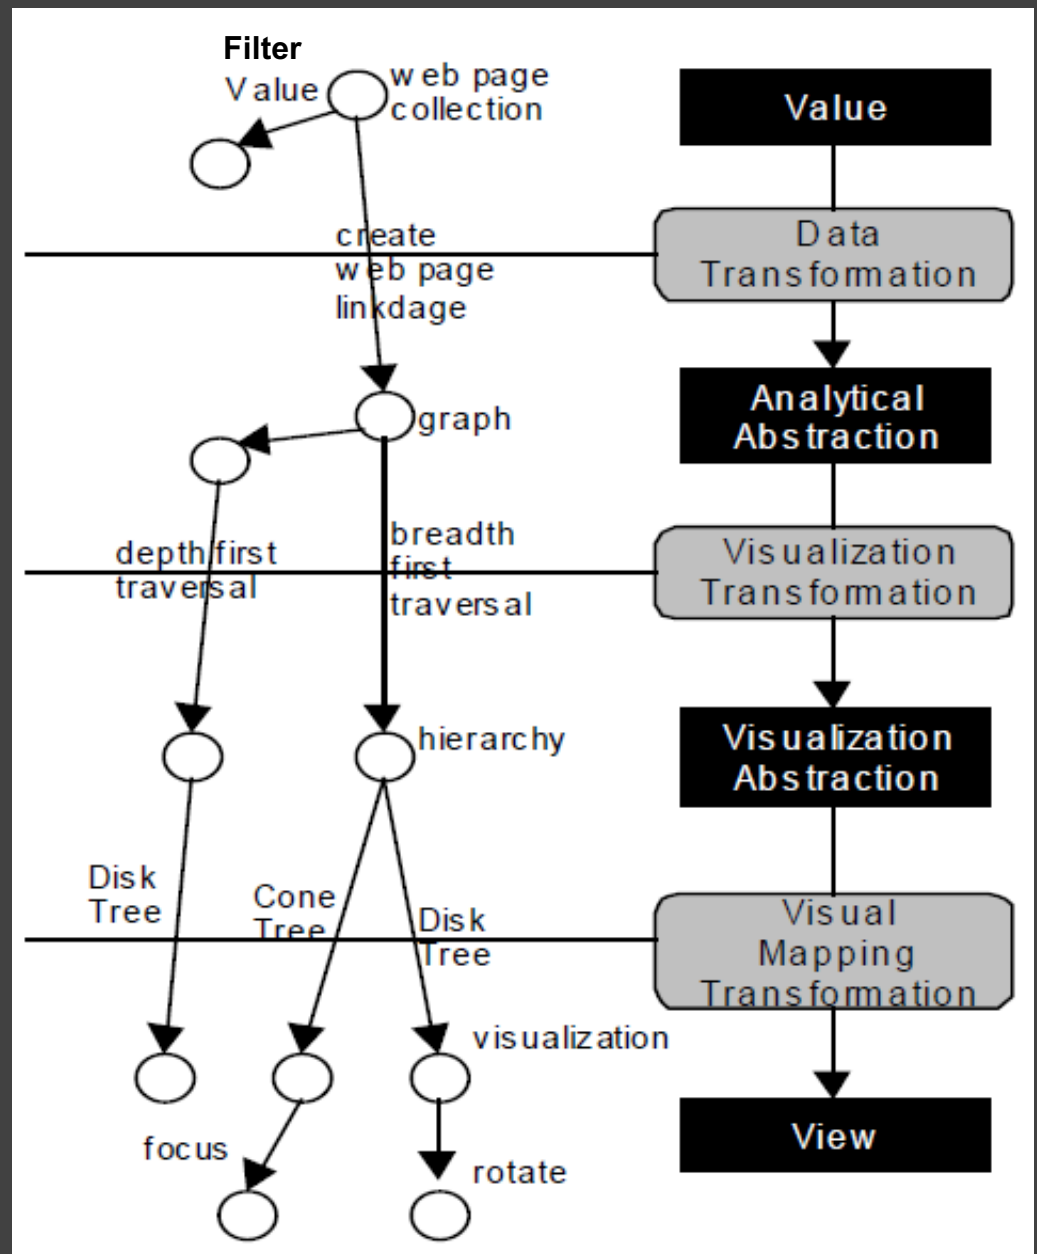 Filter
Value
web page
collection
Value
create
web page
linkdage
Data
Transformation
graph
Analytical
Abstraction
depth first
traversal
breadth
first
traversal
Visualization
Transformation
hierarchy
Visualization
Abstraction
Disk
Tree
Cone
Tree
Disk
Tree
Visual
Mapping
Transformation
visualization
focus
rotate
View